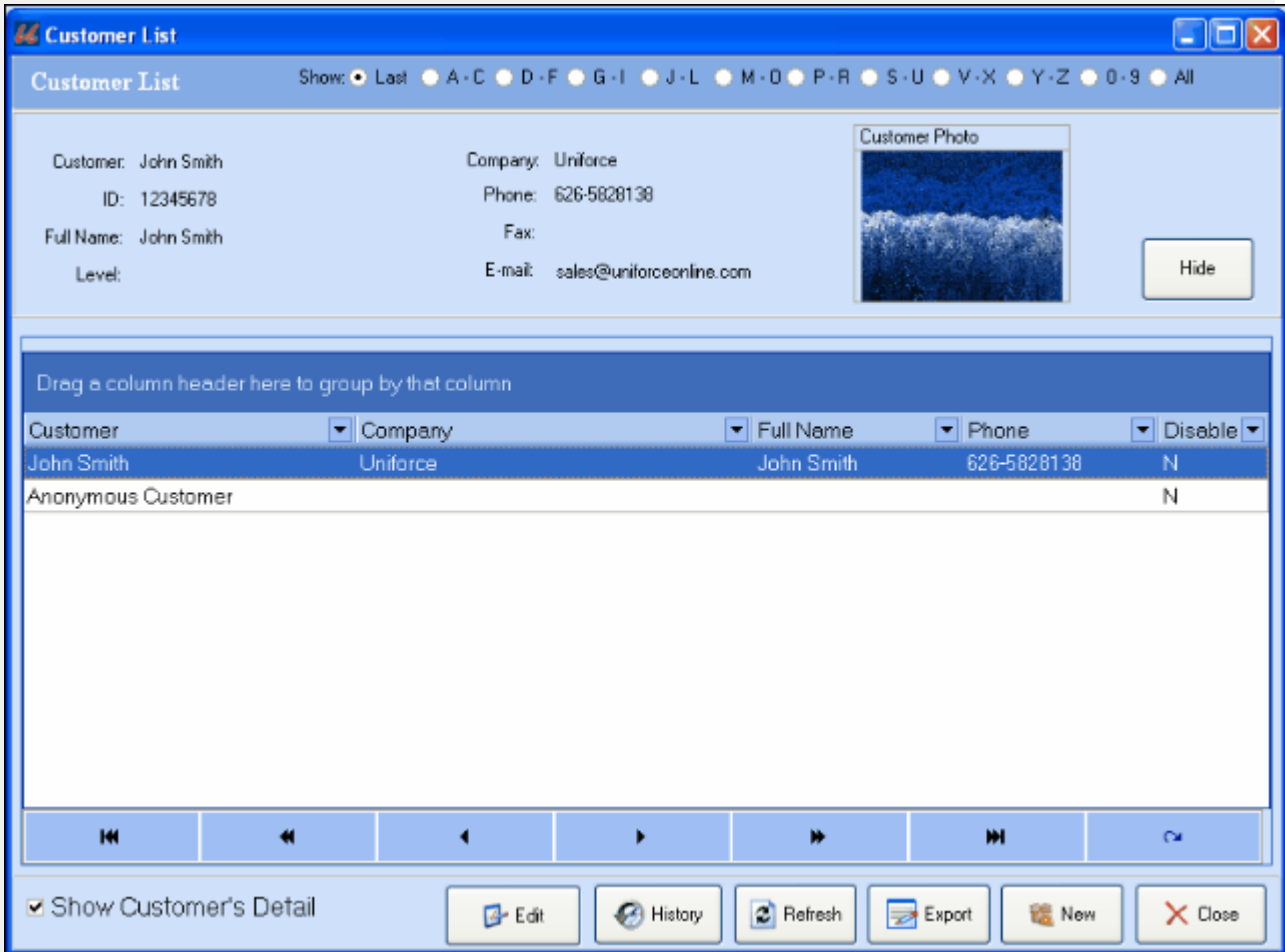 Customer List
Customer List Show: Last A - C D - F G - I J - L M - O P - R S - U V - X Y - Z 0 - 9 All
Customer Photo
Customer: John Smith Company: Uniforce
ID: 12345678 Phone: 626-5828138
Full Name: John Smith Fax:
Level: E-mail: sales@uniforceonline.com
Hide
Drag a column header here to group by that column
Customer Company Full Name Phone Disable
John Smith Uniforce John Smith 626-5828138 N
Anonymous Customer N
Show Customer's Detail Edit History Refresh Export New Close